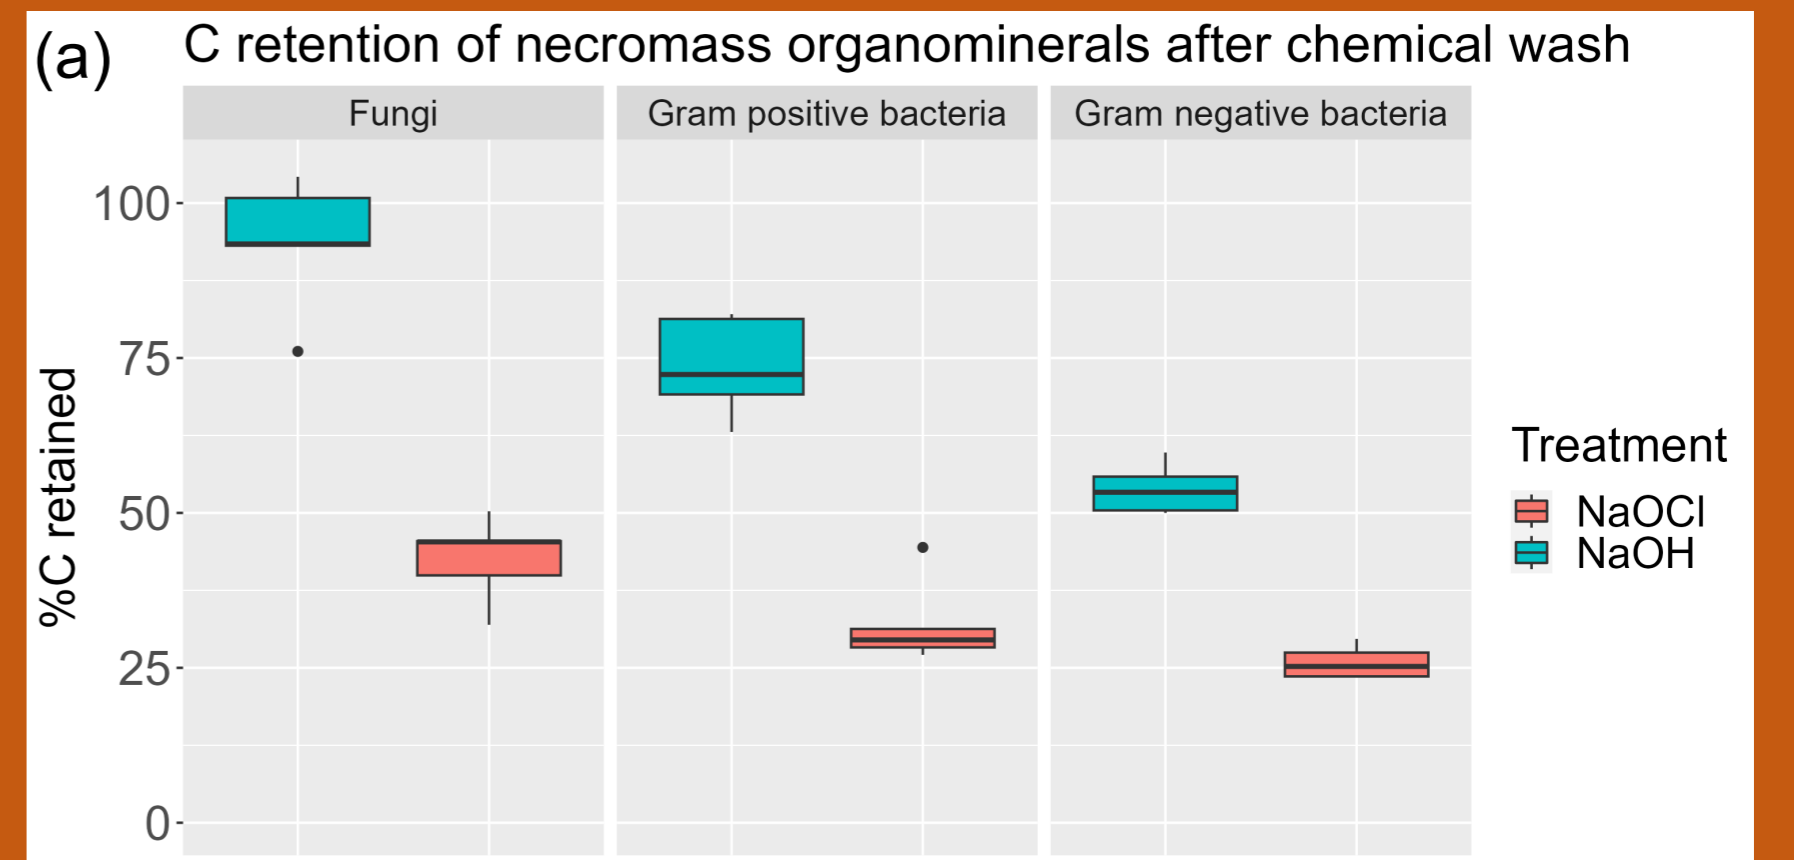 (a) C retention of necromass organominerals after chemical wash
Fungi
Gram positive bacteria
Gram negative bacteria
100
75
50
25
0
%C retained
Treatment
NaOCl
NaOH